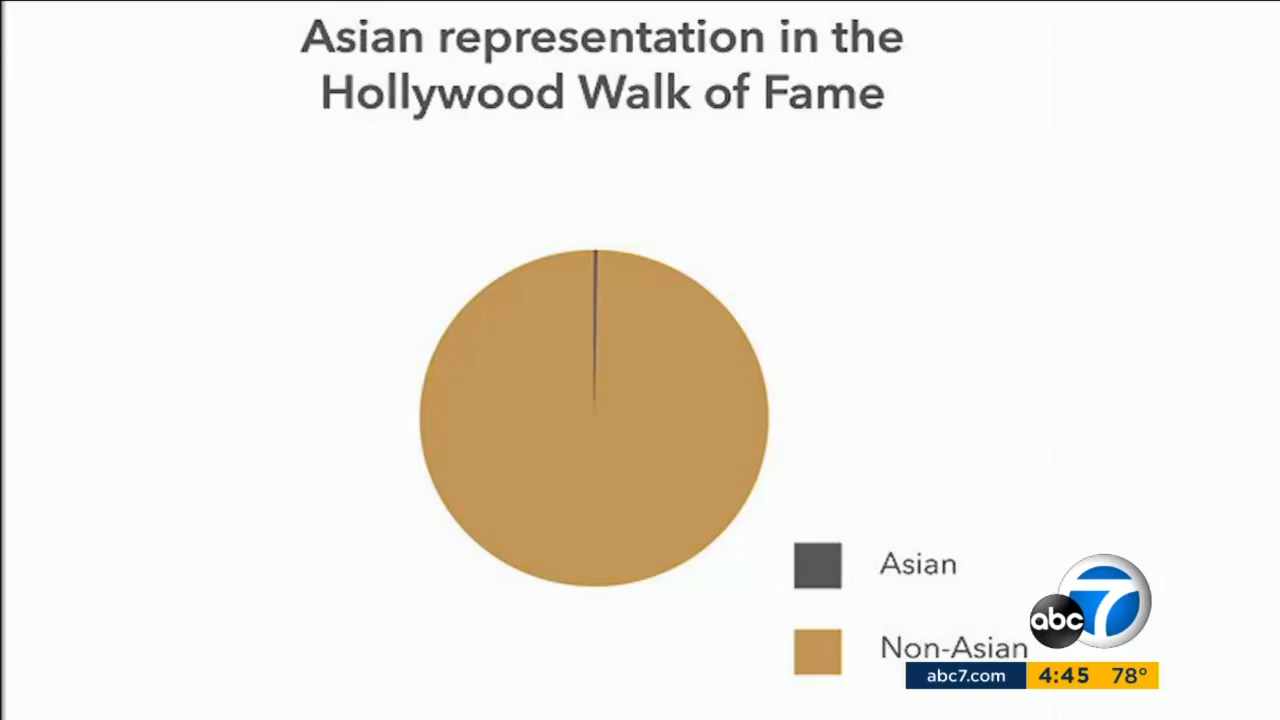 Asian representation in the
Hollywood Walk of Fame
Asian
Non-Asian
abc 7
abc7.com 4:45 78°